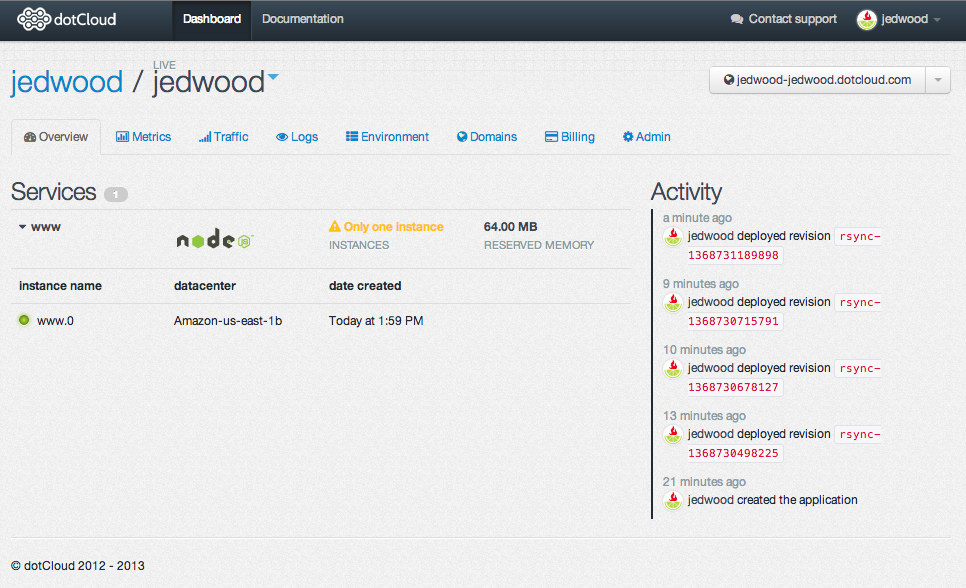 dotCloud Dashboard Documentation Contact support jedwood
LIVE
jedwood / jedwood
jedwood-jedwood.dotcloud.com
Overview Metrics Traffic Logs Environment Domains Billing Admin
Services 1
www
node JS
Only one instance
INSTANCES
64.00 MB
RESERVED MEMORY
instance name datacenter date created
www.0 Amazon-us-east-1b Today at 1:59 PM
Activity
a minute ago
jedwood deployed revision rsync-
1368731189898
9 minutes ago
jedwood deployed revision rsync-
1368730715791
10 minutes ago
jedwood deployed revision rsync-
1368730678127
13 minutes ago
jedwood deployed revision rsync-
1368730498225
21 minutes ago
jedwood created the application
© dotCloud 2012 - 2013